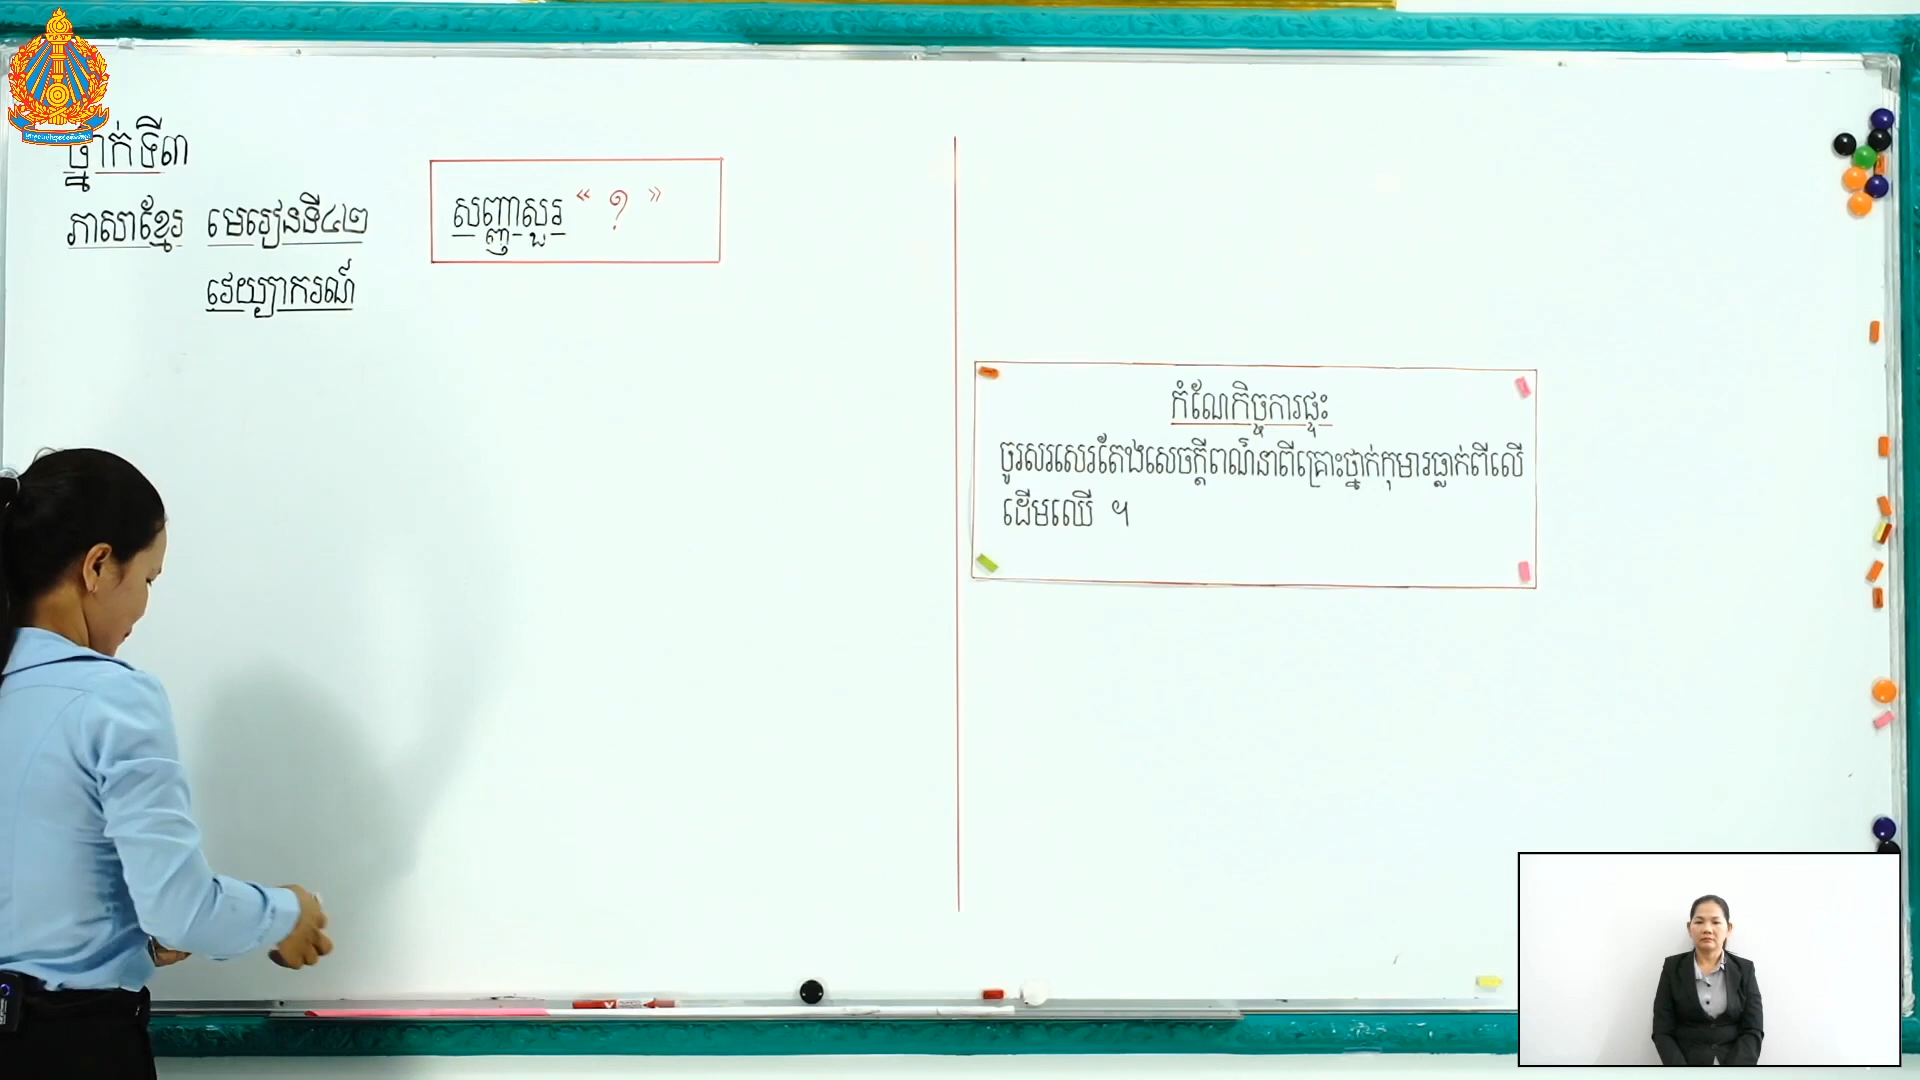 ថ្នាក់ទី៣
ភាសាខ្មែរ មេរៀនទី៤២
វេយ្យាករណ៍
សញ្ញាសួរ « ? »
កំណែកិច្ចការផ្ទះ
ចូរសរសេរតែងសេចក្ដីពណ៌នាពីគ្រោះថ្នាក់កុមារធ្លាក់ពីលើ
ដើមឈើ ។